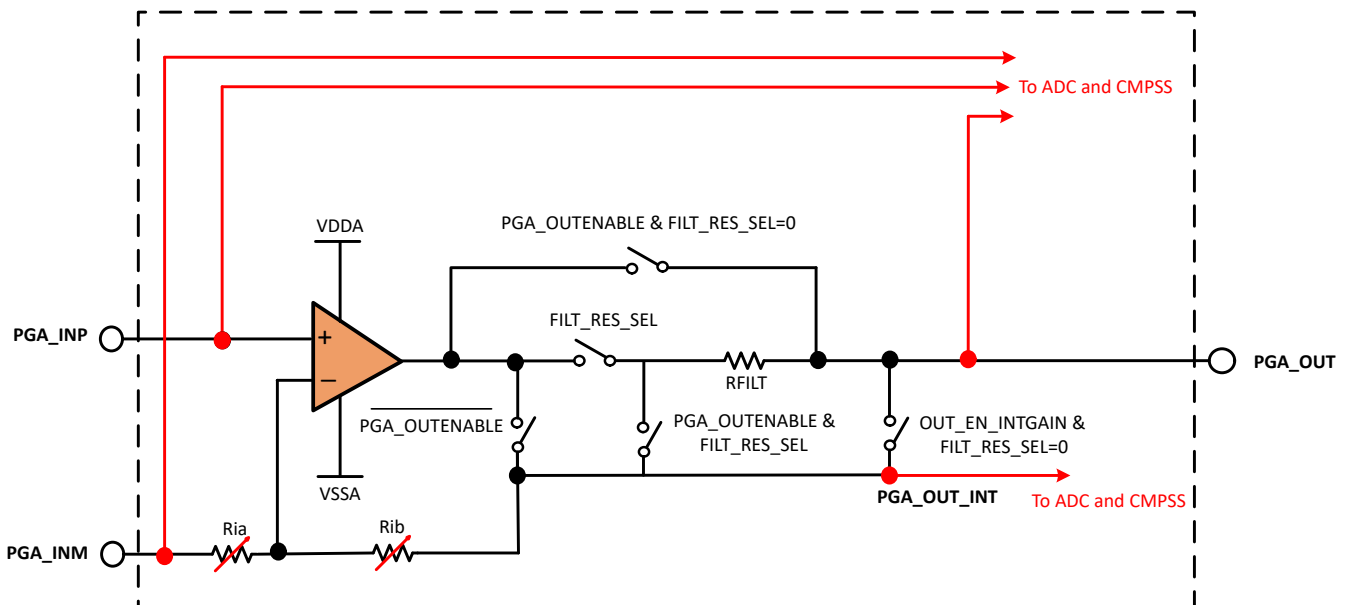 To ADC and CMPSS
VDDA
PGA_OUTENABLE & FILT_RES_SEL=0
PGA_INP
+
−
FILT_RES_SEL
RFILT
PGA_OUT
PGA_OUTENABLE
PGA_OUTENABLE &
FILT_RES_SEL
OUT_EN_INTGAIN &
FILT_RES_SEL=0
VSSA
PGA_OUT_INT
To ADC and CMPSS
PGA_INM
Ria
Rib